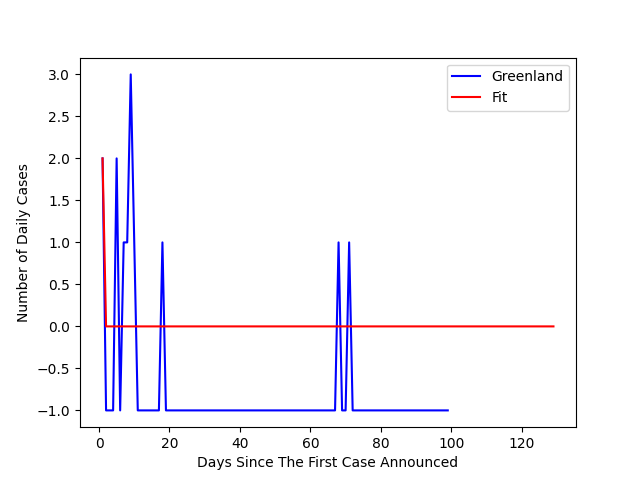 Greenland
Fit
3.0
2.5
2.0
1.5
1.0
0.5
0.0
−0.5
−1.0
Number of Daily Cases
0 20 40 60 80 100 120
Days Since The First Case Announced